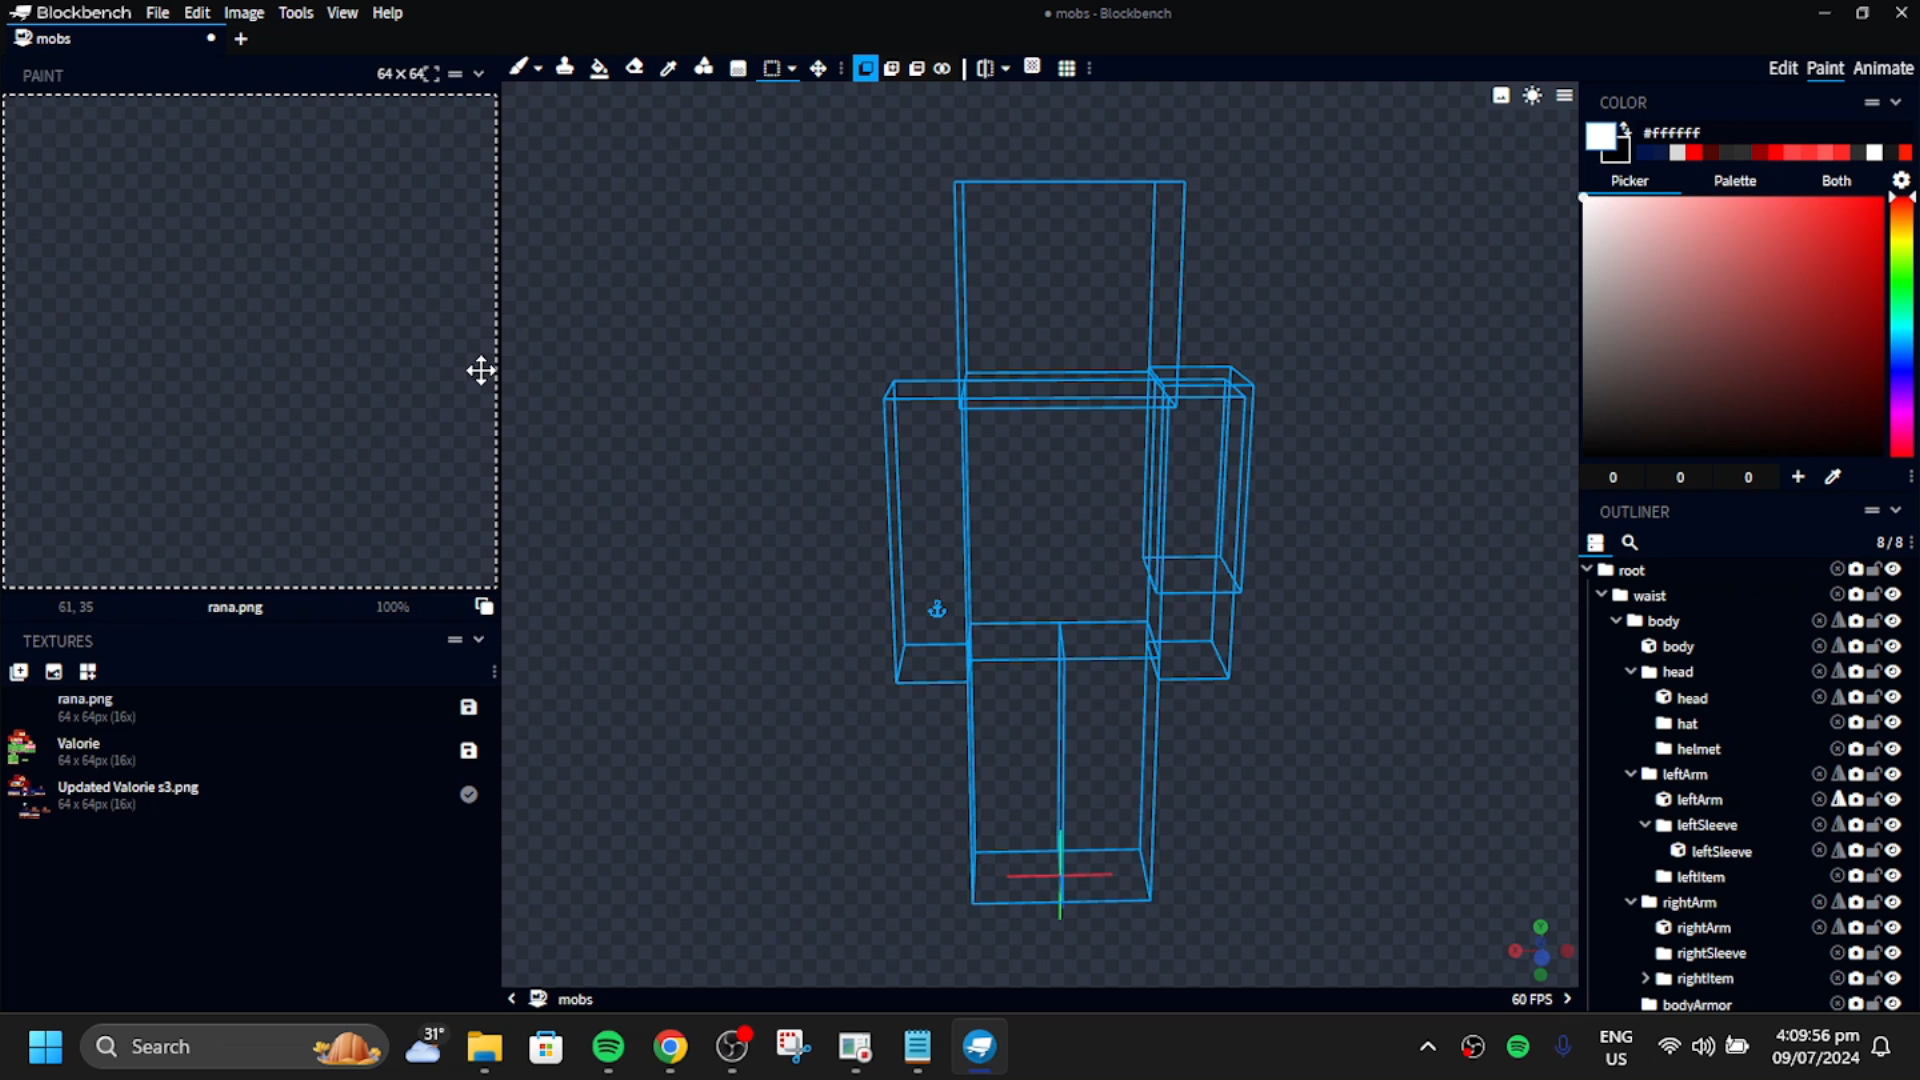 Blockbench File Edit Image Tools View Help
• mobs - Blockbench
mobs
PAINT 64 × 64
Edit Paint Animate
COLOR
#ffffff
Picker Palette Both
0 0 0
61, 35 rana.png 100%
TEXTURES
rana.png
64 x 64px (16x)
Valorie
64 x 64px (16x)
Updated Valorie s3.png
64 x 64px (16x)
OUTLINER
8 / 8
root
waist
body
body
head
head
hat
helmet
leftArm
leftArm
leftSleeve
leftSleeve
leftItem
rightArm
rightArm
rightSleeve
rightItem
bodyArmor
mobs
60 FPS
Y
X
Search
31°
ENG
US
4:09:56 pm
09/07/2024